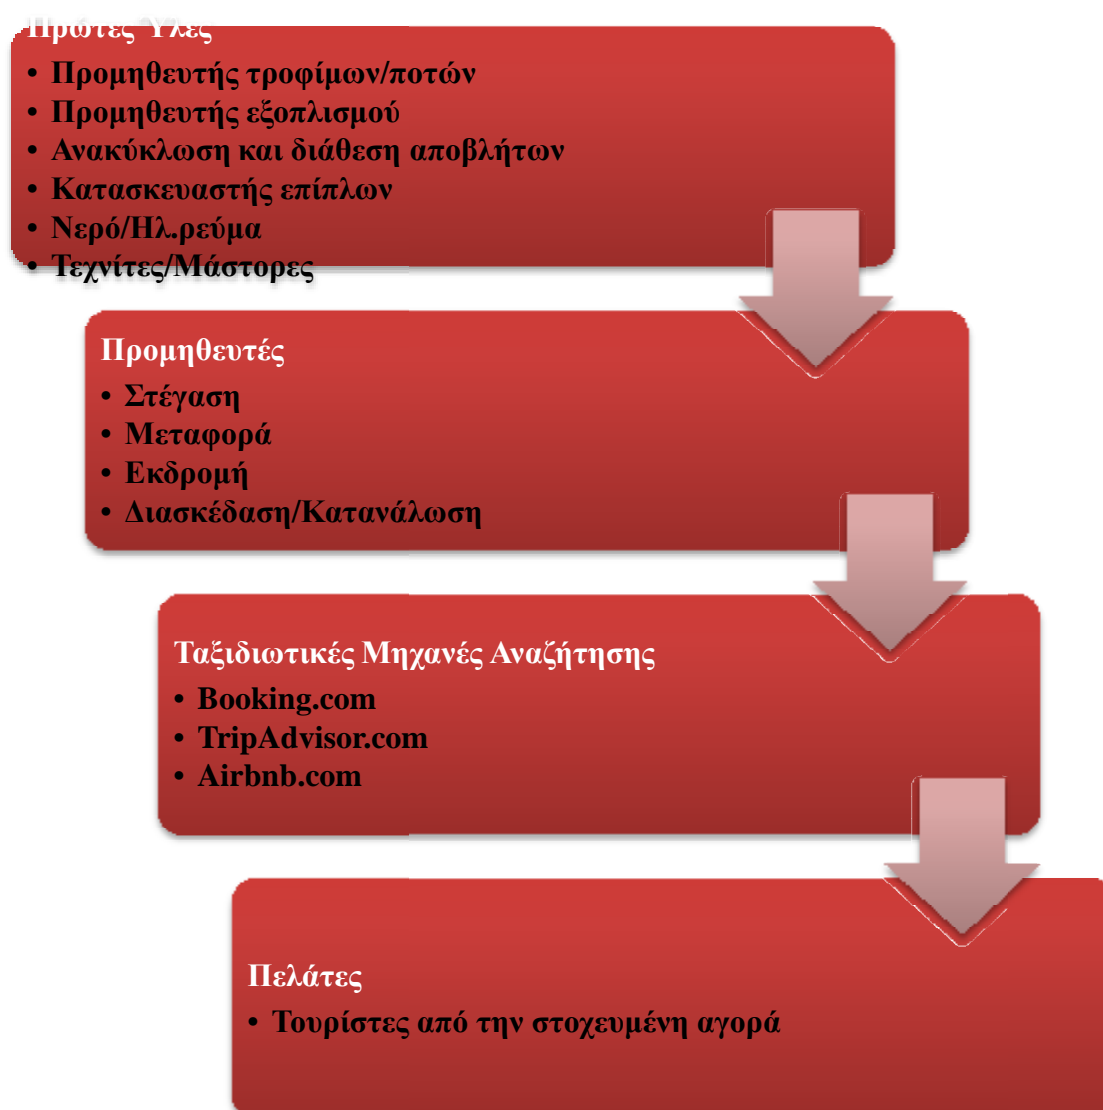 Πρώτες Ύλες
• Προμηθευτής τροφίμων/ποτών
• Προμηθευτής εξοπλισμού
• Ανακύκλωση και διάθεση αποβλήτων
• Κατασκευαστής επίπλων
• Νερό/Ηλ.ρεύμα
• Τεχνίτες/Μάστορες
Προμηθευτές
• Στέγαση
• Μεταφορά
• Εκδρομή
• Διασκέδαση/Κατανάλωση
Ταξιδιωτικές Μηχανές Αναζήτησης
• Booking.com
• TripAdvisor.com
• Airbnb.com
Πελάτες
• Τουρίστες από την στοχευμένη αγορά